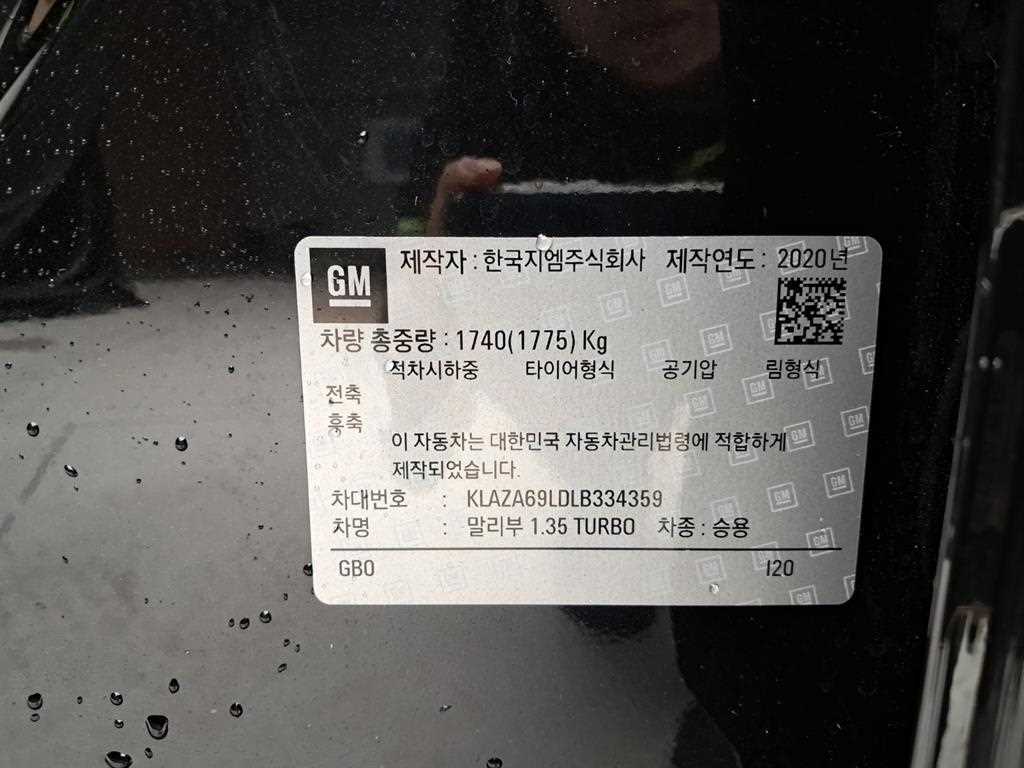 GM
제작자 : 한국지엠주식회사 제작연도 : 2020년
차량 총중량 : 1740(1775) Kg
적차시하중 타이어형식 공기압 림형식
전축
후축
이 자동차는 대한민국 자동차관리법령에 적합하게
제작되었습니다.
차대번호 : KLAZA69LDLB334359
차명 : 말리부 1.35 TURBO 차종 : 승용
GB0 I20